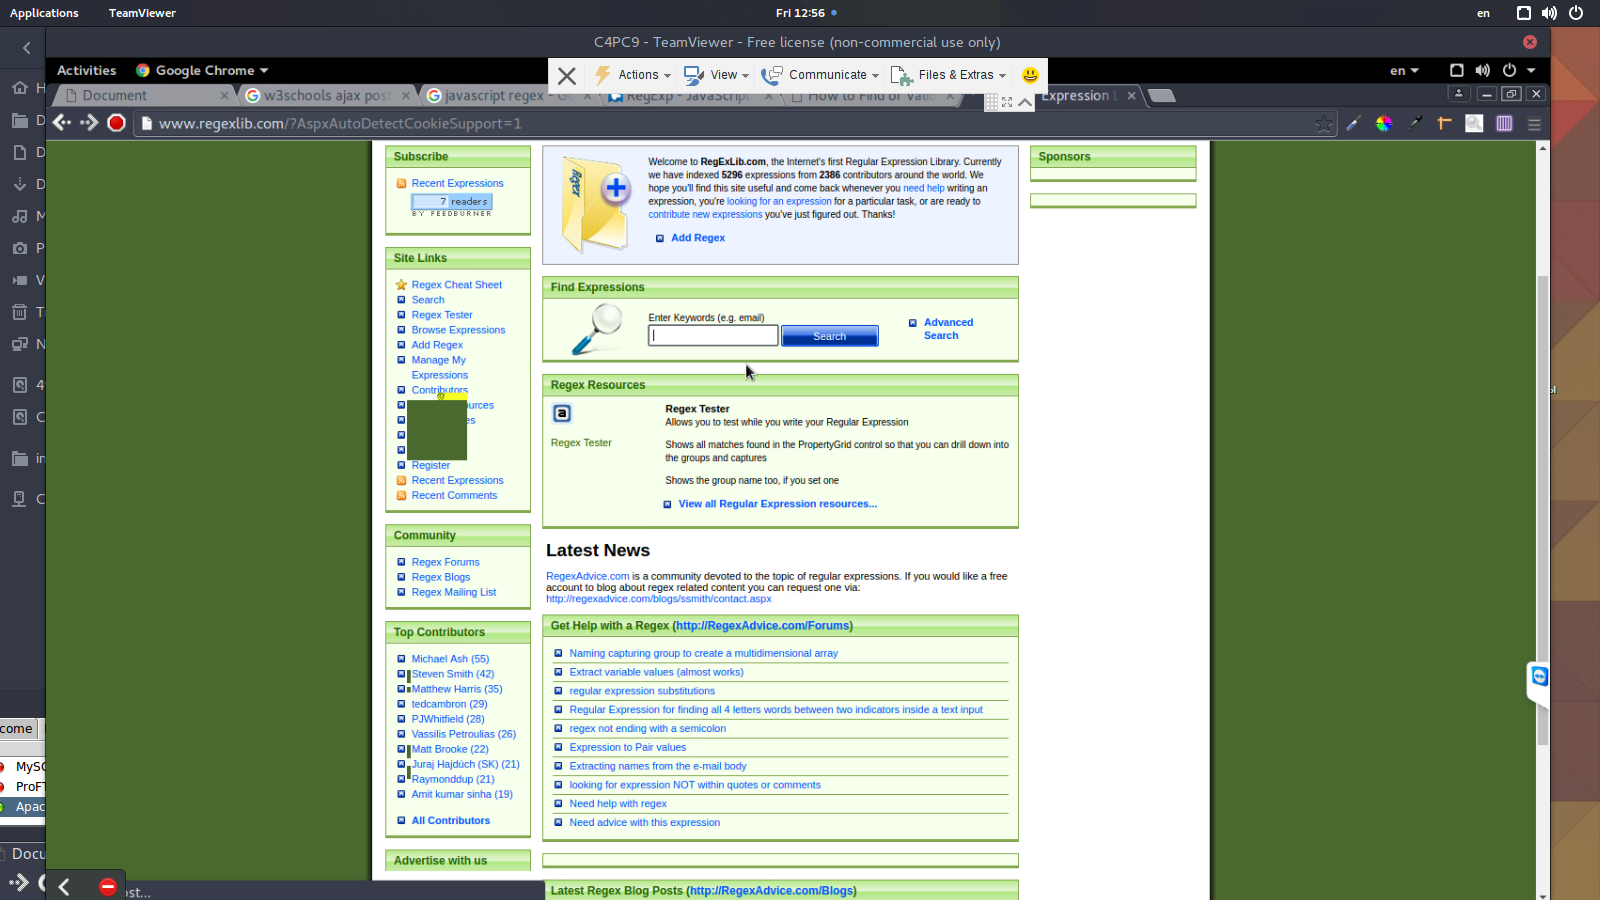 Applications
TeamViewer
Fri 12:56
en
C4PC9 - TeamViewer - Free license (non-commercial use only)
Activities
Google Chrome
Actions
View
Communicate
Files & Extras
en
Document
w3schools ajax post
javascript regex - G
RegExp - JavaScript
How to Find or Valid
Expression L
www.regexlib.com/?AspxAutoDetectCookieSupport=1
Subscribe
Recent Expressions
7 readers
BY FEEDBURNER
Site Links
Regex Cheat Sheet
Search
Regex Tester
Browse Expressions
Add Regex
Manage My
Expressions
Contributors
Register
Recent Expressions
Recent Comments
Community
Regex Forums
Regex Blogs
Regex Mailing List
Top Contributors
Michael Ash (55)
Steven Smith (42)
Matthew Harris (35)
tedcambron (29)
PJWhitfield (28)
Vassilis Petroulias (26)
Matt Brooke (22)
Juraj Hajdúch (SK) (21)
Raymonddup (21)
Amit kumar sinha (19)
All Contributors
Advertise with us
Regex
Welcome to RegExLib.com, the Internet's first Regular Expression Library. Currently
we have indexed 5296 expressions from 2386 contributors around the world. We
hope you'll find this site useful and come back whenever you need help writing an
expression, you're looking for an expression for a particular task, or are ready to
contribute new expressions you've just figured out. Thanks!
Add Regex
Find Expressions
Enter Keywords (e.g. email)
Search
Advanced
Search
Regex Resources
a
Regex Tester
Regex Tester
Allows you to test while you write your Regular Expression
Shows all matches found in the PropertyGrid control so that you can drill down into
the groups and captures
Shows the group name too, if you set one
View all Regular Expression resources...
Latest News
RegexAdvice.com is a community devoted to the topic of regular expressions. If you would like a free
account to blog about regex related content you can request one via:
http://regexadvice.com/blogs/ssmith/contact.aspx
Get Help with a Regex (http://RegexAdvice.com/Forums)
Naming capturing group to create a multidimensional array
Extract variable values (almost works)
regular expression substitutions
Regular Expression for finding all 4 letters words between two indicators inside a text input
regex not ending with a semicolon
Expression to Pair values
Extracting names from the e-mail body
looking for expression NOT within quotes or comments
Need help with regex
Need advice with this expression
Latest Regex Blog Posts (http://RegexAdvice.com/Blogs)
Sponsors
come
MyS
ProF
Apac
Docu
ost...